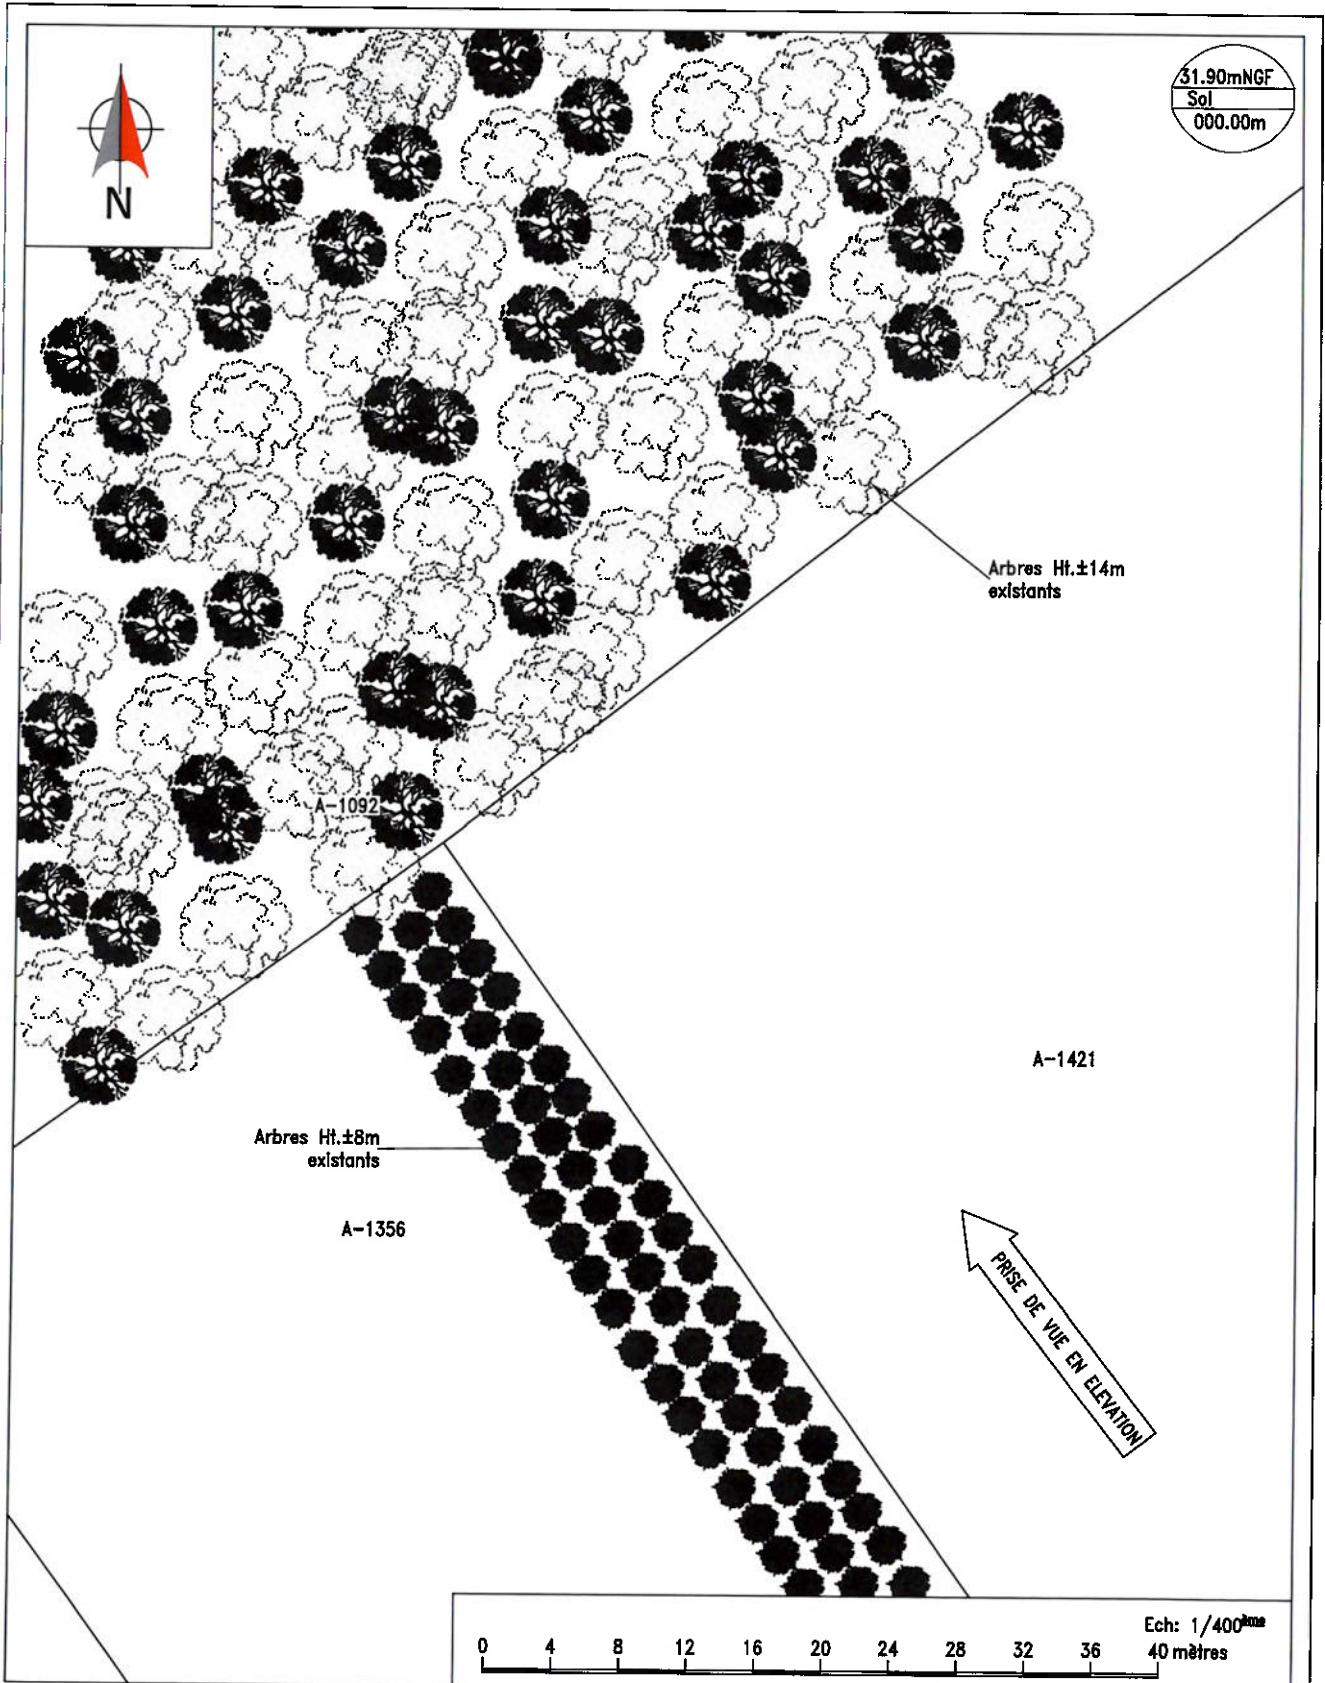 N
31.90mNGF
Sol
000.00m
Arbres Ht.±14m
existants
A-1092
A-1421
Arbres Ht.±8m
existants
A-1356
PRISE DE VUE EN ELEVATION
Ech: 1/400ème
0 4 8 12 16 20 24 28 32 36 40 mètres